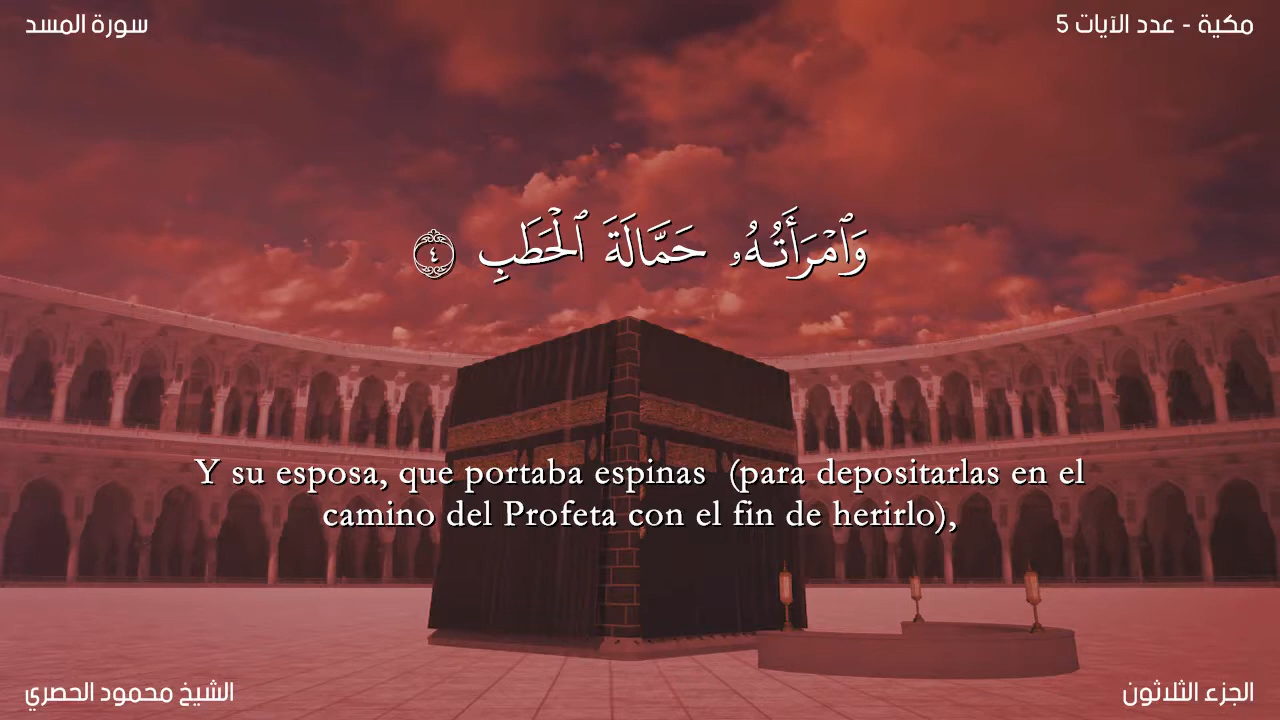 مكية - عدد الآيات 5
سورة المسد
وَٱمۡرَأَتُهُۥ حَمَّالَةَ ٱلۡحَطَبِ ٤
Y su esposa, que portaba espinas (para depositarlas en el
camino del Profeta con el fin de herirlo),
الجزء الثلاثون
الشيخ محمود الحصري